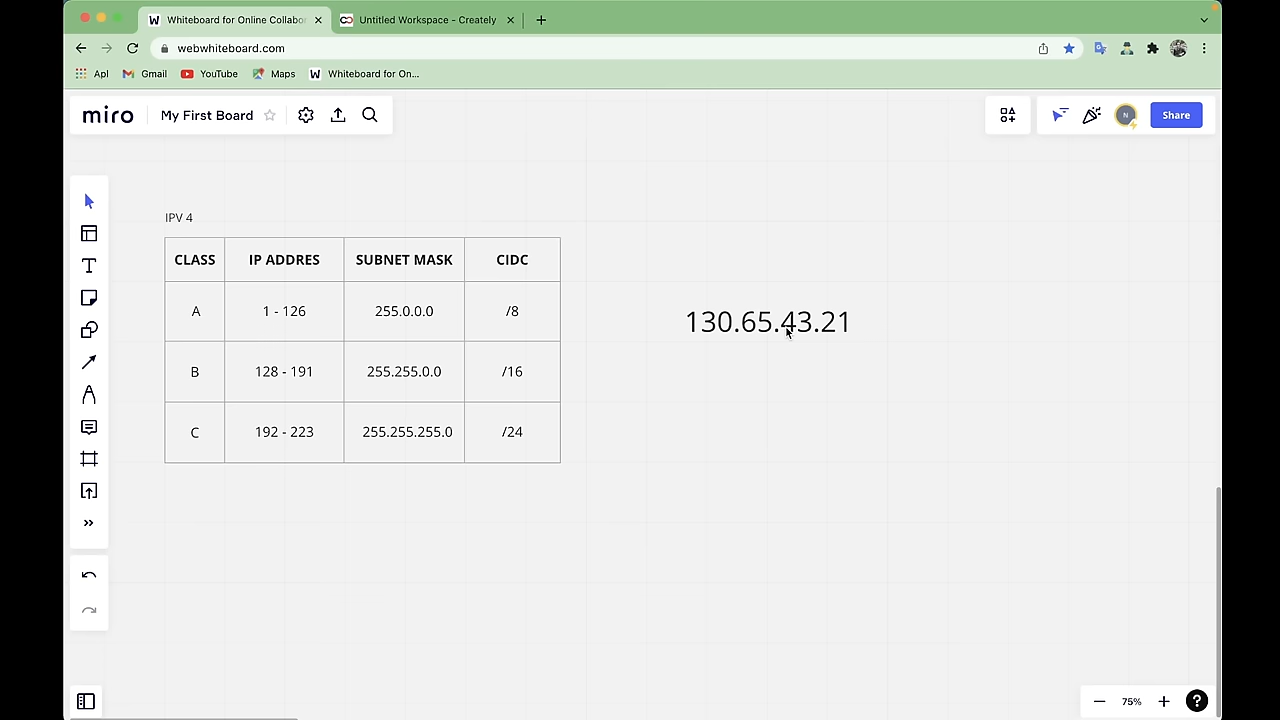 Whiteboard for Online Collabor
Untitled Workspace - Creately
webwhiteboard.com
Apl
Gmail
YouTube
Maps
Whiteboard for On...
miro
My First Board
N
Share
IPV 4
CLASS IP ADDRES SUBNET MASK CIDC
A 1 - 126 255.0.0.0 /8
B 128 - 191 255.255.0.0 /16
C 192 - 223 255.255.255.0 /24
130.65.43.21
75%